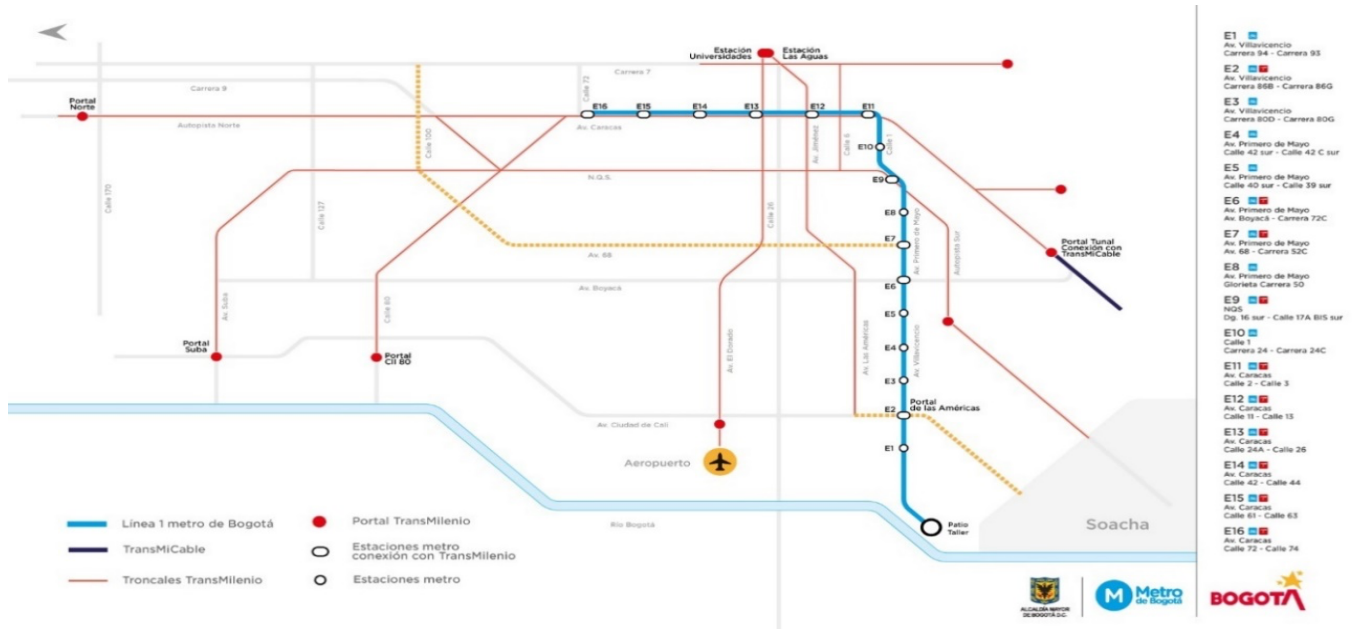 Estación
Universidades
Estación
Las Aguas
Carrera 7
Calle 72
Carrera 9
Portal
Norte
Autopista Norte
Calle 100
Av. Caracas
E16
E15
E14
E13
E12
E11
Av. Jiménez
Calle 6
Calle 1
E10
E9
N.Q.S.
Calle 170
Calle 127
Calle 26
E8
E7
Av. Primero de Mayo
Autopista Sur
Portal Tunal
Conexión con
TransMiCable
Av. 68
Av. Boyacá
E6
Av. Suba
Calle 80
E5
Portal
Suba
Portal
Cll 80
Av. El Dorado
Av. Las Américas
E4
Av. Villavicencio
E3
E2
Portal
de las Américas
Av. Ciudad de Cali
E1
Aeropuerto
Río Bogotá
Patio
Taller
Soacha
Línea 1 metro de Bogotá
TransMiCable
Troncales TransMilenio
Portal TransMilenio
Estaciones metro
conexión con TransMilenio
Estaciones metro
E1
Av. Villavicencio
Carrera 94 - Carrera 93
E2
Av. Villavicencio
Carrera 86B - Carrera 86G
E3
Av. Villavicencio
Carrera 80D - Carrera 80G
E4
Av. Primero de Mayo
Calle 42 sur - Calle 42 C sur
E5
Av. Primero de Mayo
Calle 40 sur - Calle 39 sur
E6
Av. Primero de Mayo
Av. Boyacá - Carrera 72C
E7
Av. Primero de Mayo
Av. 68 - Carrera 52C
E8
Av. Primero de Mayo
Glorieta Carrera 50
E9
NQS
Dg. 16 sur - Calle 17A BIS sur
E10
Calle 1
Carrera 24 - Carrera 24C
E11
Av. Caracas
Calle 2 - Calle 3
E12
Av. Caracas
Calle 11 - Calle 13
E13
Av. Caracas
Calle 24A - Calle 26
E14
Av. Caracas
Calle 42 - Calle 44
E15
Av. Caracas
Calle 61 - Calle 63
E16
Av. Caracas
Calle 72 - Calle 74
ALCALDÍA MAYOR
DE BOGOTÁ D.C.
M
Metro
de Bogotá
BOGOTÁ